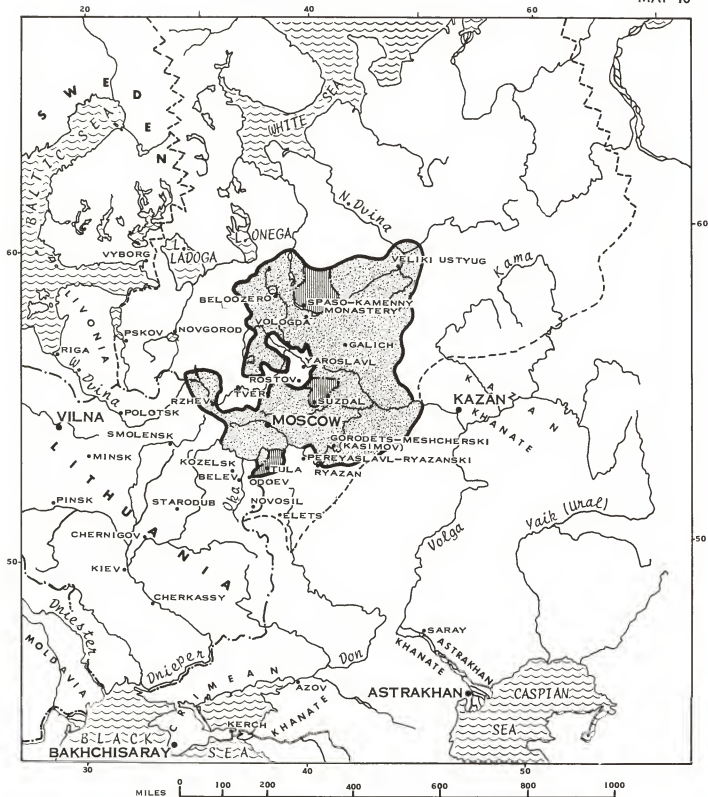 MAP 16
20
30
40
60
SWEDEN
BALTIC SEA
WHITE SEA
N. Dvina
ONEGA
60
VYBORG
L. LADOGA
VELIKI USTYUG
Kama
BELOOZERO
SPASO-KAMENNY
MONASTERY
VOLOGDA
LIVONIA
PSKOV
NOVGOROD
GALICH
YAROSLAVL
RIGA
W. Dvina
ROSTOV
RZHEV
TVER
SUZDAL
KAZAN
KAZAN
KHANATE
VILNA
POLOTSK
MOSCOW
SMOLENSK
GORODETS-MESHCHERSKI
(KASIMOV)
LITHUANIA
MINSK
KOZELSK
TULA
PEREYASLAVL-RYAZANSKI
BELEV
RYAZAN
ODOEV
PINSK
STARODUB
Oka
NOVOSIL
ELETS
Yaik (Ural)
Volga
CHERNIGOV
50
50
KIEV
CHERKASSY
Dniester
SARAY
MOLDAVIA
Dnieper
Don
ASTRAKHAN
KHANATE
CRIMEAN
KHANATE
AZOV
ASTRAKHAN
CASPIAN
SEA
KERCH
BLACK
SEA
BAKHCHISARAY
30
40
50
MILES 0 100 200 300 400 600 800 1000